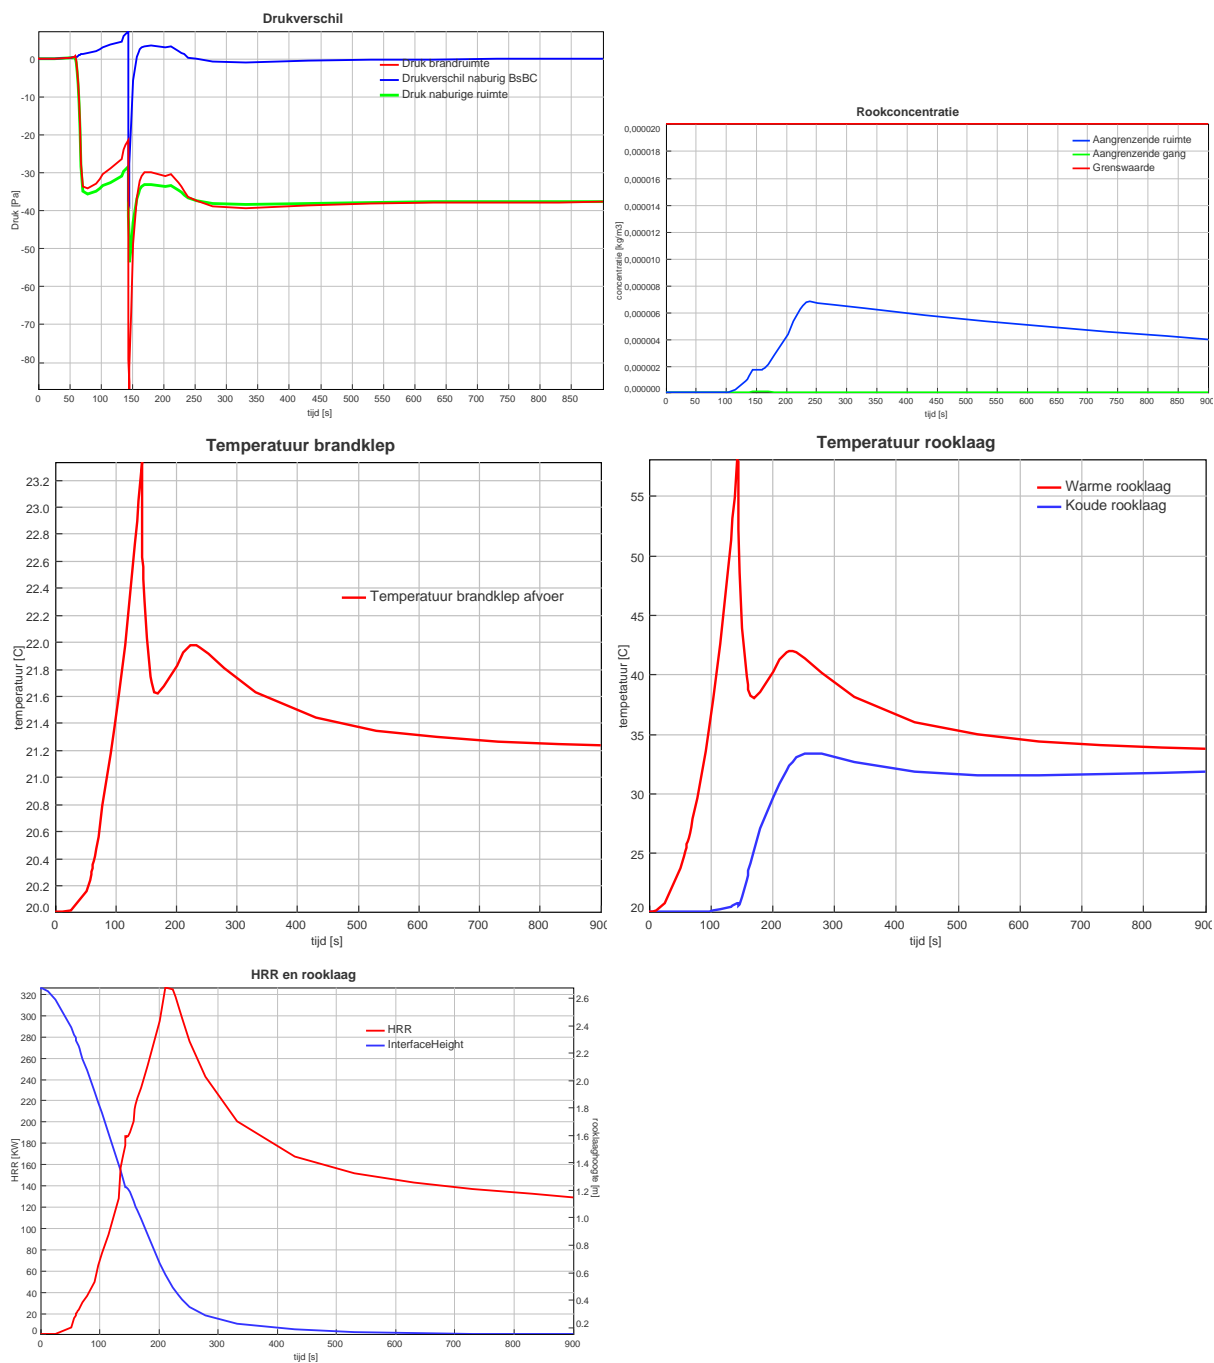 Drukverschil
0
-10
-20
-30
-40
-50
-60
-70
-80
Druk [Pa]
Druk brandruimte
Drukverschil naburig BsBC
Druk naburige ruimte
0 50 100 150 200 250 300 350 400 450 500 550 600 650 700 750 800 850
tijd [s]
Rookconcentratie
0,000020
0,000018
0,000016
0,000014
0,000012
0,000010
0,000008
0,000006
0,000004
0,000002
0,000000
concentratie [kg/m3]
Aangrenzende ruimte
Aangrenzende gang
Grenswaarde
0 50 100 150 200 250 300 350 400 450 500 550 600 650 700 750 800 850 900
tijd [s]
Temperatuur brandklep
23.2
23.0
22.8
22.6
22.4
22.2
22.0
21.8
21.6
21.4
21.2
21.0
20.8
20.6
20.4
20.2
20.0
temperatuur [C]
Temperatuur brandklep afvoer
0 100 200 300 400 500 600 700 800 900
tijd [s]
Temperatuur rooklaag
55
50
45
40
35
30
25
20
tempetatuur [C]
Warme rooklaag
Koude rooklaag
0 100 200 300 400 500 600 700 800 900
tijd [s]
HRR en rooklaag
320
300
280
260
240
220
200
180
160
140
120
100
80
60
40
20
0
HRR [KW]
HRR
InterfaceHeight
2.6
2.4
2.2
2.0
1.8
1.6
1.4
1.2
1.0
0.8
0.6
0.4
0.2
rooklaaghoogte [m]
0 100 200 300 400 500 600 700 800 900
tijd [s]